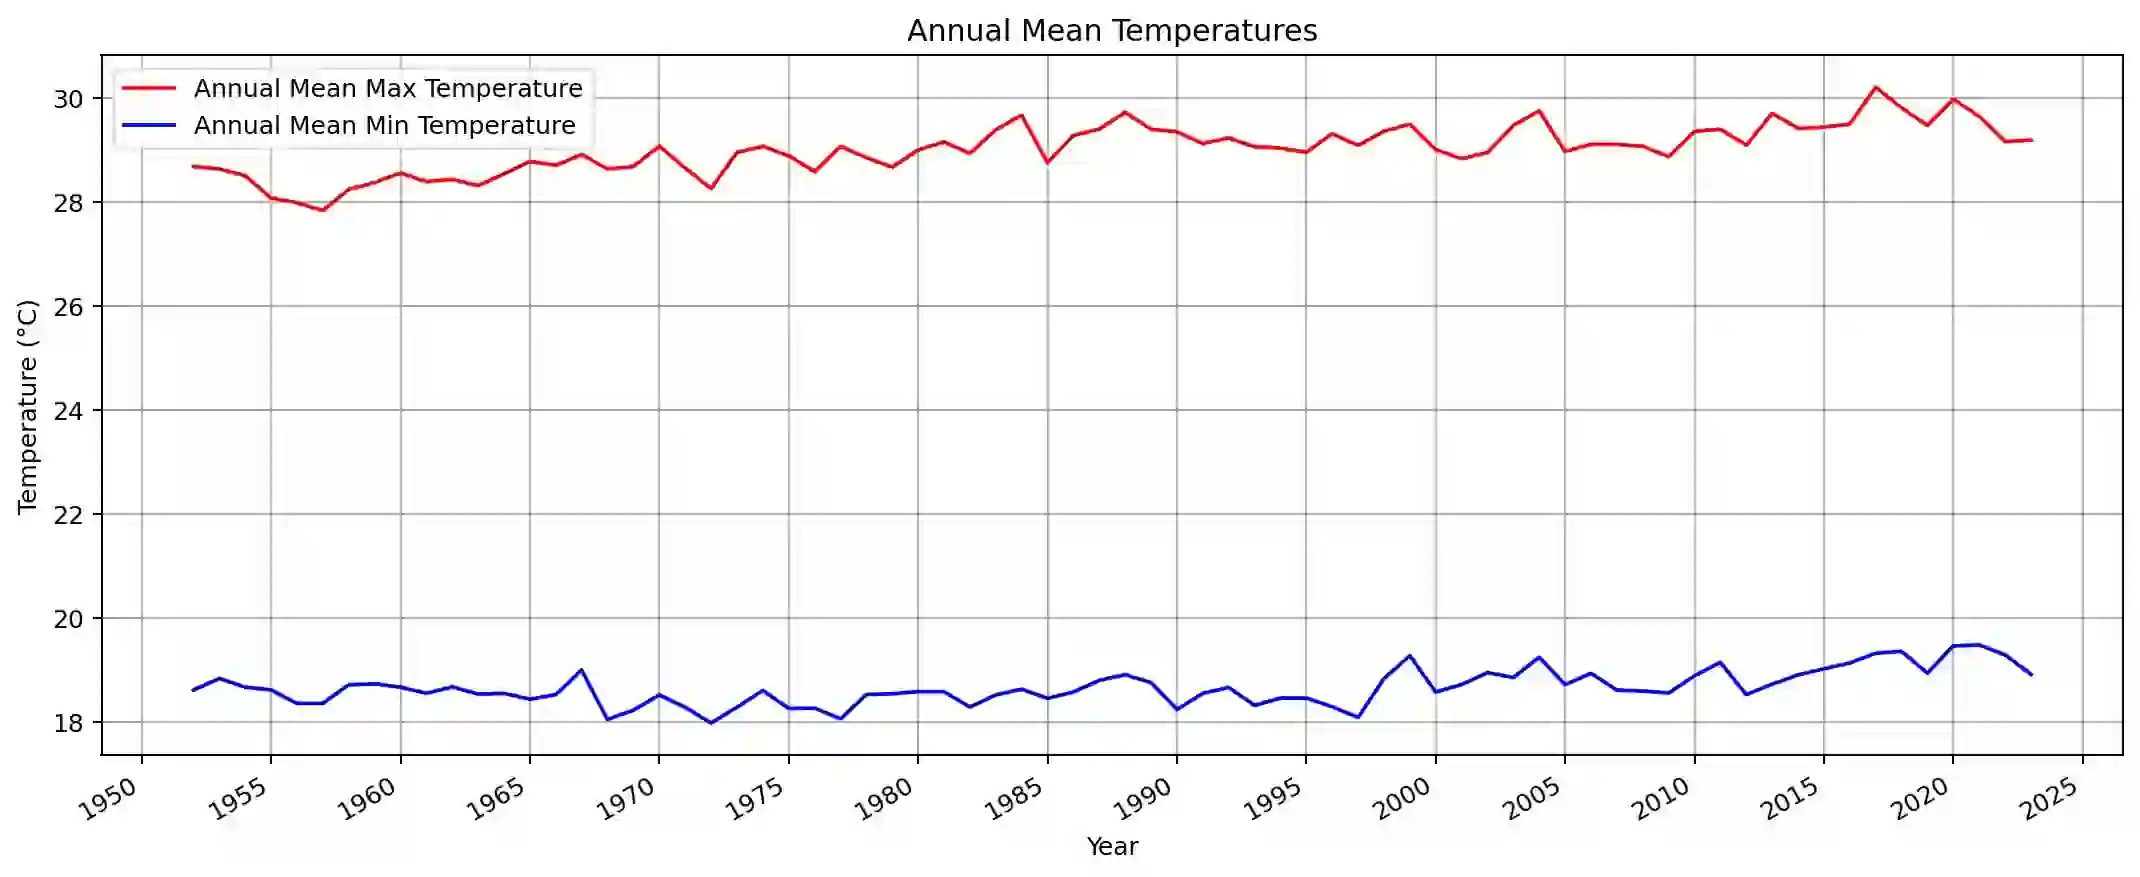 Annual Mean Temperatures
Annual Mean Max Temperature
Annual Mean Min Temperature
Temperature (°C)
30
28
26
24
22
20
18
1950 1955 1960 1965 1970 1975 1980 1985 1990 1995 2000 2005 2010 2015 2020 2025
Year